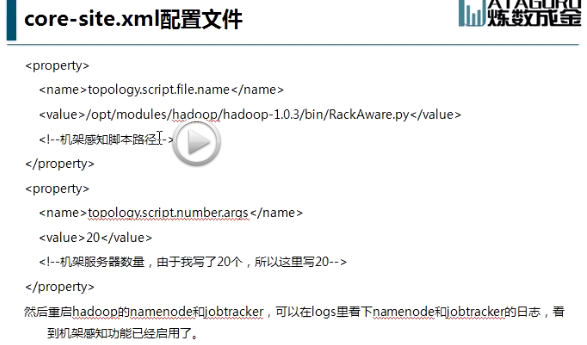 core-site.xml配置文件
ATAGURU
炼数成金
<property>
<name>topology.script.file.name</name>
<value>/opt/modules/hadoop/hadoop-1.0.3/bin/RackAware.py</value>
<!--机架感知脚本路径-->
</property>
<property>
<name>topology.script.number.args</name>
<value>20</value>
<!--机架服务器数量，由于我写了20个，所以这里写20-->
</property>
然后重启hadoop的namenode和jobtracker，可以在logs里看下namenode和jobtracker的日志，看
到机架感知功能已经启用了。